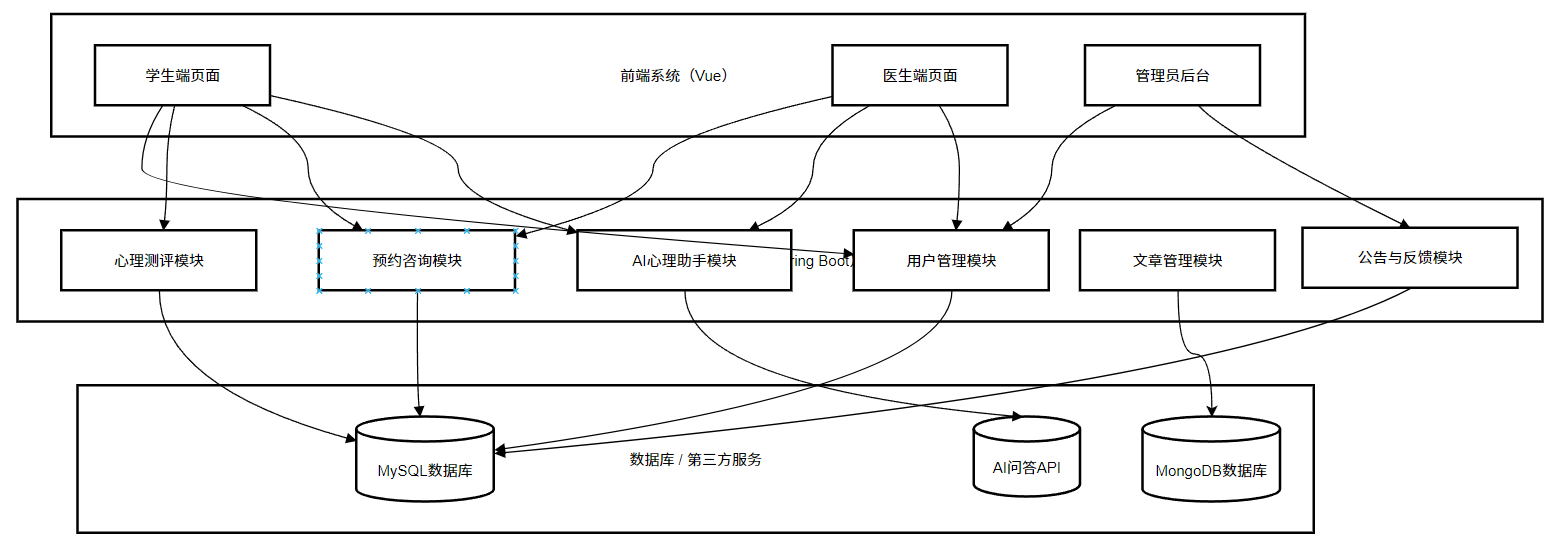 学生端页面
前端系统（Vue）
医生端页面
管理员后台
心理测评模块
预约咨询模块
AI心理助手模块
ring Boot
用户管理模块
文章管理模块
公告与反馈模块
MySQL数据库
数据库 / 第三方服务
AI问答API
MongoDB数据库